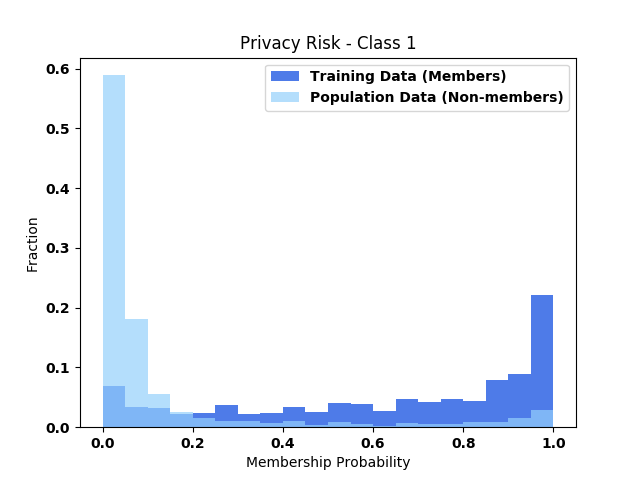 Privacy Risk - Class 1
Training Data (Members)
Population Data (Non-members)
0.6
0.5
0.4
0.3
0.2
0.1
0.0
Fraction
0.0 0.2 0.4 0.6 0.8 1.0
Membership Probability